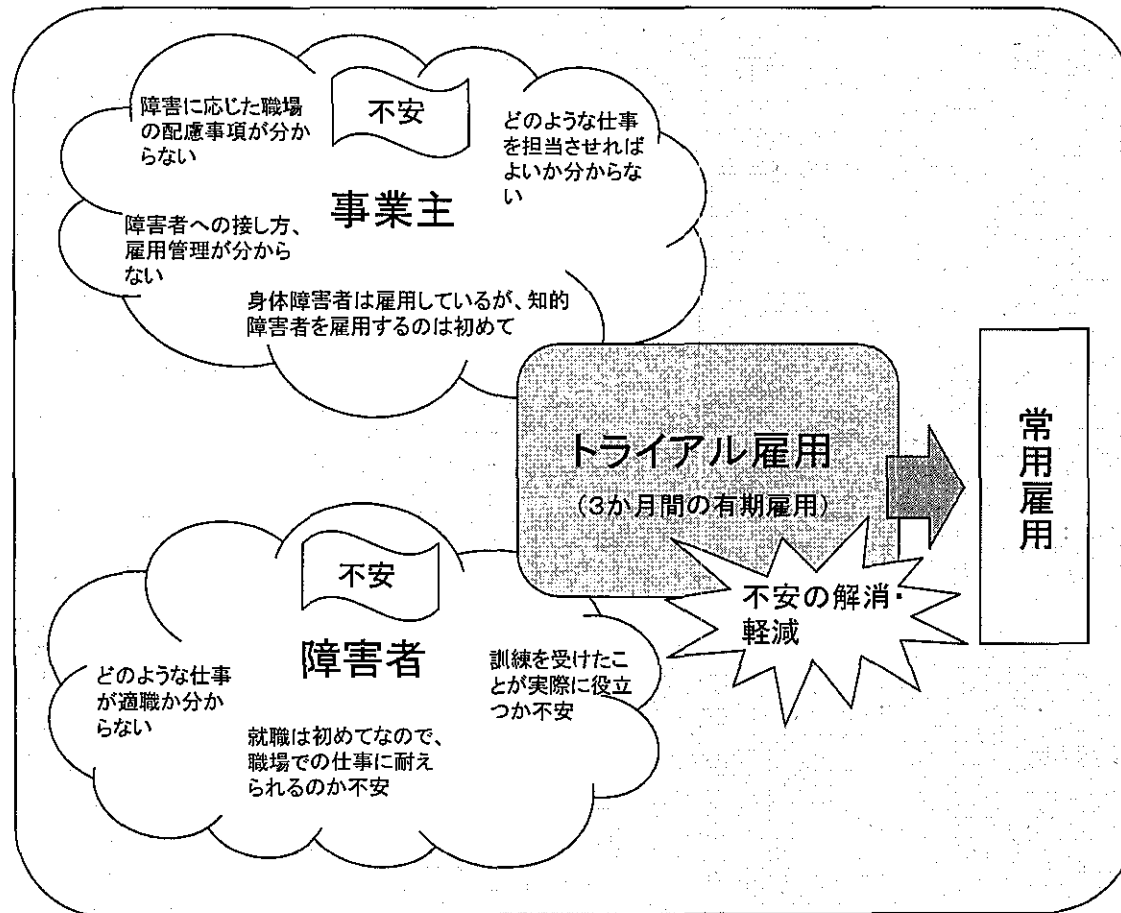 不安
障害に応じた職場
の配慮事項が分か
らない
どのような仕事
を担当させれば
よいか分からな
い
事業主
障害者への接し方、
雇用管理が分から
ない
身体障害者は雇用しているが、知的
障害者を雇用するのは初めて
トライアル雇用
(3か月間の有期雇用)
常用雇用
不安の解消・
軽減
不安
障害者
どのような仕事
が適職か分か
らない
訓練を受けたこ
とが実際に役立
つか不安
就職は初めてなので、
職場での仕事に耐え
られるのか不安